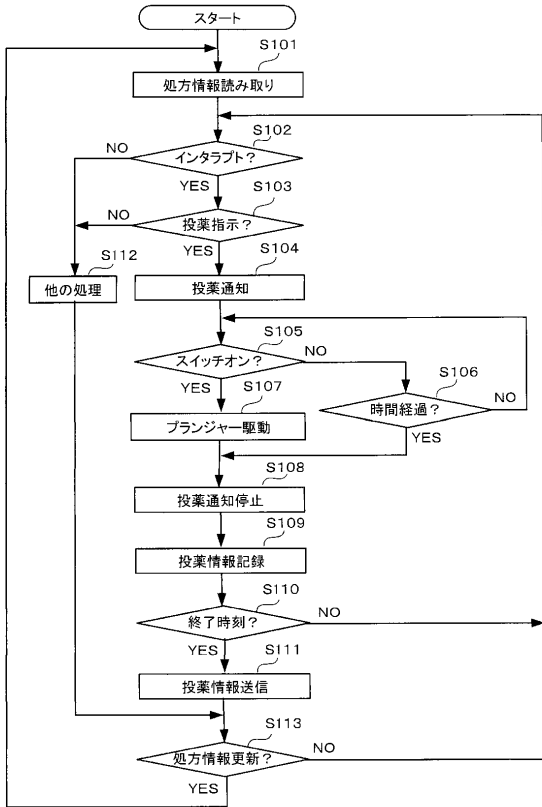 スタート
S101
処方情報読み取り
S102
NO
インタラプト？
YES
S103
NO
投薬指示？
YES
S104
S112
他の処理
投薬通知
S105
スイッチオン？
NO
YES
S106
時間経過？
NO
YES
S107
プランジャー駆動
S108
投薬通知停止
S109
投薬情報記録
S110
終了時刻？
NO
YES
S111
投薬情報送信
S113
処方情報更新？
NO
YES